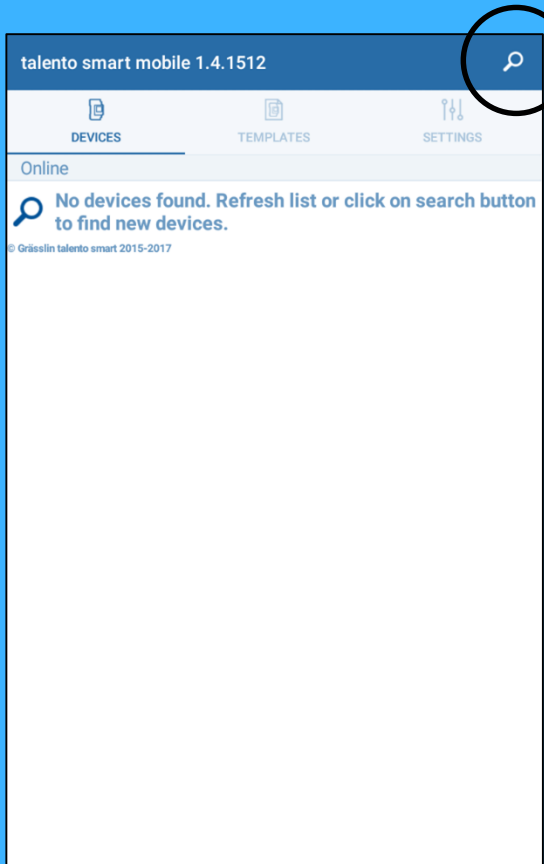 talento smart mobile 1.4.1512
DEVICES
TEMPLATES
SETTINGS
Online
No devices found. Refresh list or click on search button
to find new devices.
© Grässlin talento smart 2015-2017